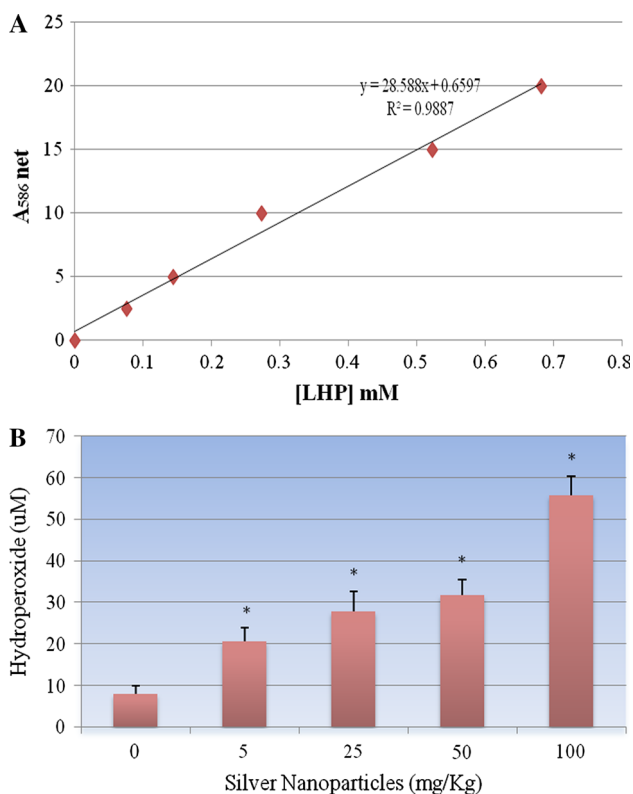 A
25
20
15
10
5
0
y = 28.588x + 0.6597
R² = 0.9887
A₅₈₆ net
0 0.1 0.2 0.3 0.4 0.5 0.6 0.7 0.8
[LHP] mM
B
70
60
50
40
30
20
10
0
* * * *
Hydroperoxide (uM)
0 5 25 50 100
Silver Nanoparticles (mg/Kg)